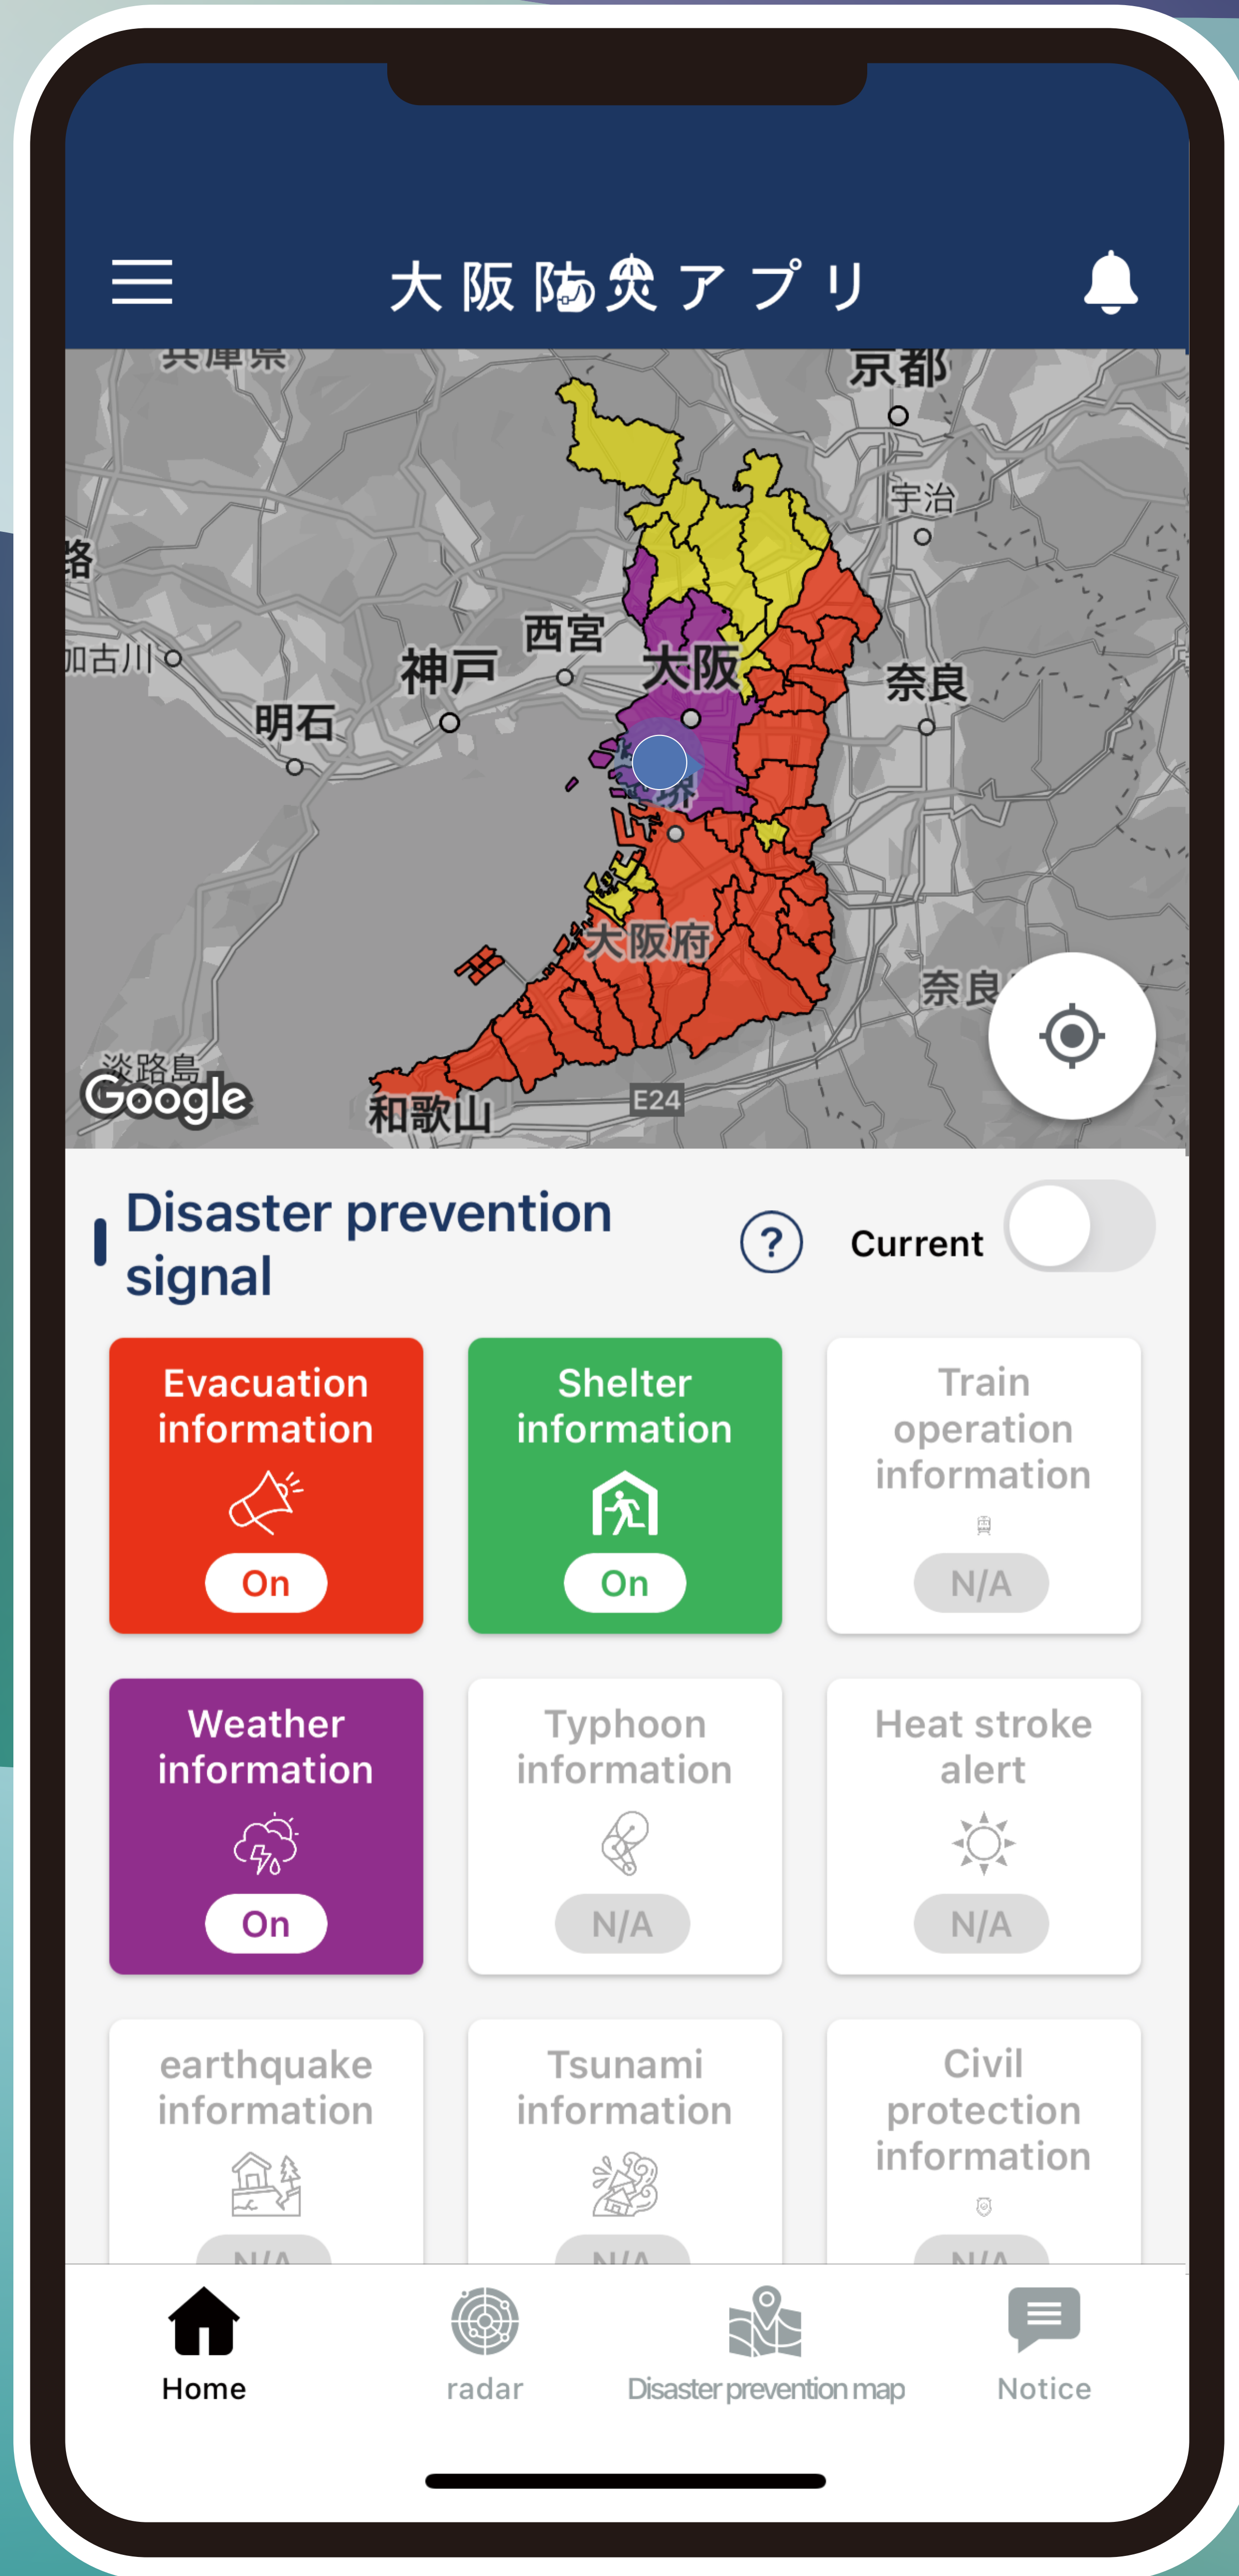 大阪防災アプリ
兵庫県
京都
宇治
路
西宮
加古川
神戸
大阪
奈良
明石
堺
大阪府
奈良
淡路島
Google
E24
和歌山
Disaster prevention
signal
?
Current
Evacuation
information
On
Shelter
information
On
Train
operation
information
N/A
Weather
information
On
Typhoon
information
N/A
Heat stroke
alert
N/A
earthquake
information
N/A
Tsunami
information
N/A
Civil
protection
information
N/A
Home
radar
Disaster prevention map
Notice